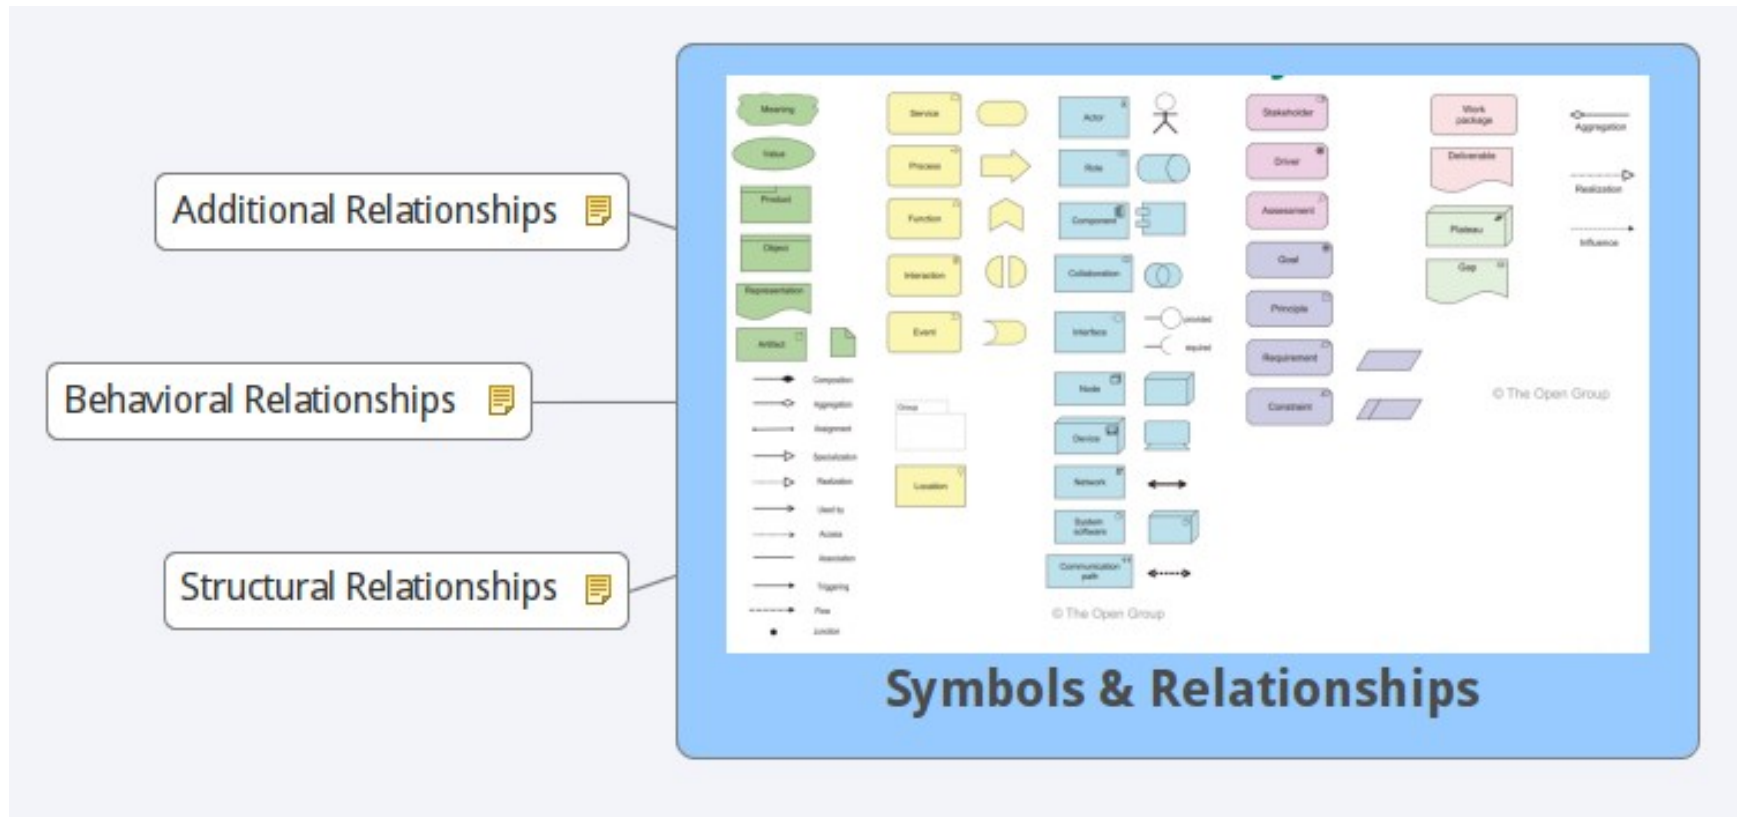 Additional Relationships
Behavioral Relationships
Structural Relationships
Meaning
Value
Product
Object
Representation
Artifact
Composition
Aggregation
Assignment
Specialization
Realization
Used by
Access
Association
Triggering
Flow
Junction
Service
Process
Function
Interaction
Event
Group
Location
Actor
Role
Component
Collaboration
Interface
provided
required
Node
Device
Network
System
software
Communication
path
© The Open Group
Stakeholder
Driver
Assessment
Goal
Principle
Requirement
Constraint
Work
package
Deliverable
Plateau
Gap
Aggregation
Realization
Influence
© The Open Group
Symbols & Relationships